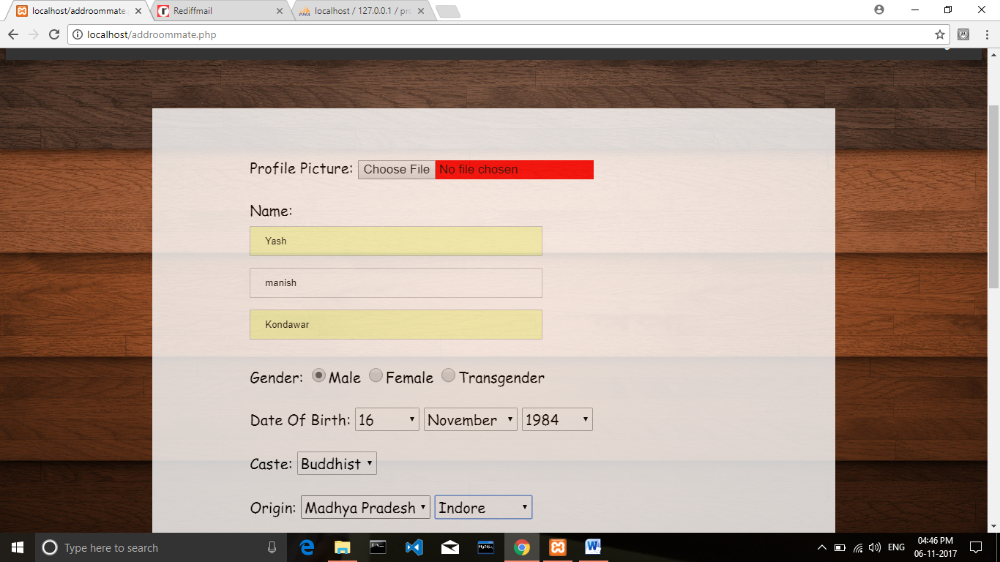 localhost/addroommate.
Rediffmail
PMA
localhost / 127.0.0.1 / pro
localhost/addroommate.php
Profile Picture: Choose File No file chosen
Name:
Yash
manish
Kondawar
Gender: Male Female Transgender
Date Of Birth: 16 November 1984
Caste: Buddhist
Origin: Madhya Pradesh Indore
Type here to search
ENG
04:46 PM
06-11-2017